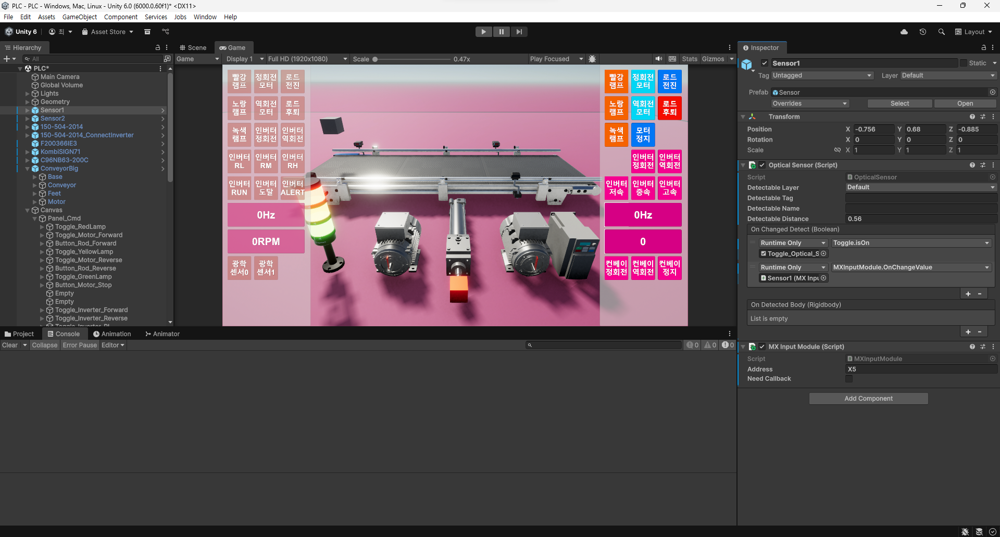 PLC - PLC - Windows, Mac, Linux - Unity 6.0 (6000.0.60f1)* <DX11>
File Edit Assets GameObject Component Services Jobs Window Help
Unity 6 최 Asset Store Layout
Hierarchy
All
PLC*
Main Camera
Global Volume
Lights
Geometry
Sensor1
Sensor2
150-504-2014
150-504-2014_ConnectInverter
F200366IE3
KombiSIGN71
C96NB63-200C
ConveyorBig
Base
Conveyor
Feet
Motor
Canvas
Panel_Cmd
Toggle_RedLamp
Toggle_Motor_Forward
Button_Rod_Forward
Toggle_YellowLamp
Toggle_Motor_Reverse
Button_Rod_Reverse
Toggle_GreenLamp
Button_Motor_Stop
Empty
Empty
Toggle_Inverter_Forward
Toggle_Inverter_Reverse
Scene Game
Game Display 1 Full HD (1920x1080) Scale 0.47x Play Focused Stats Gizmos
빨강 정회전 로드
램프 모터 전진
노랑 역회전 로드
램프 모터 후퇴
녹색 인버터 인버터
램프 정회전 역회전
인버터 인버터 인버터
RL RM RH
인버터 인버터 인버터
RUN 도달 ALERT
0Hz
0RPM
광학 광학
센서0 센서1
빨강 정회전 로드
램프 모터 전진
노랑 역회전 로드
램프 모터 후퇴
녹색 모터
램프 정지
인버터 인버터
정회전 역회전
인버터 인버터 인버터
저속 중속 고속
0Hz
0
컨베이 컨베이 컨베이
정회전 역회전 정지
Project Console Animation Animator
Clear Collapse Error Pause Editor 0 0 0
Inspector
Sensor1 Static
Tag Untagged Layer Default
Prefab Sensor
Overrides Select Open
Transform
Position X -0.756 Y 0.68 Z -0.885
Rotation X 0 Y 0 Z 0
Scale X 1 Y 1 Z 1
Optical Sensor (Script)
Script OpticalSensor
Detectable Layer Default
Detectable Tag
Detectable Name
Detectable Distance 0.56
On Changed Detect (Boolean)
Runtime Only Toggle.isOn
Toggle_Optical_S
Runtime Only MXInputModule.OnChangeValue
Sensor1 (MX Inpu
+ -
On Detected Body (Rigidbody)
List is empty
+ -
MX Input Module (Script)
Script MXInputModule
Address X5
Need Callback
Add Component